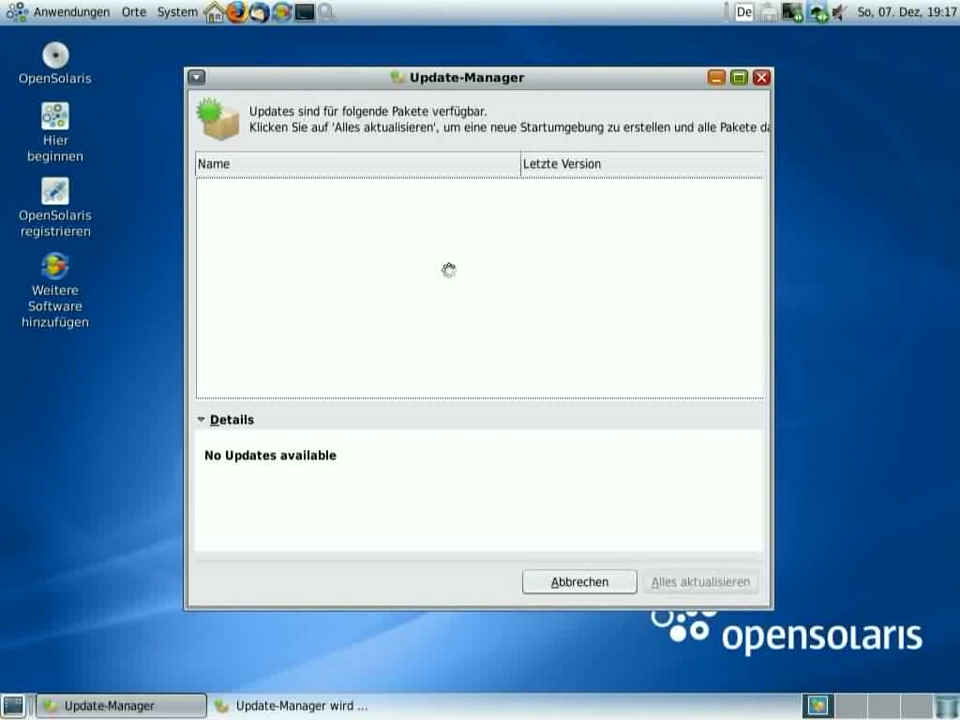 Anwendungen Orte System De So, 07. Dez, 19:17
OpenSolaris
Hier
beginnen
OpenSolaris
registrieren
Weitere
Software
hinzufügen
Update-Manager
Updates sind für folgende Pakete verfügbar.
Klicken Sie auf 'Alles aktualisieren', um eine neue Startumgebung zu erstellen und alle Pakete da
Name Letzte Version
Details
No Updates available
Abbrechen Alles aktualisieren
opensolaris
Update-Manager Update-Manager wird ...